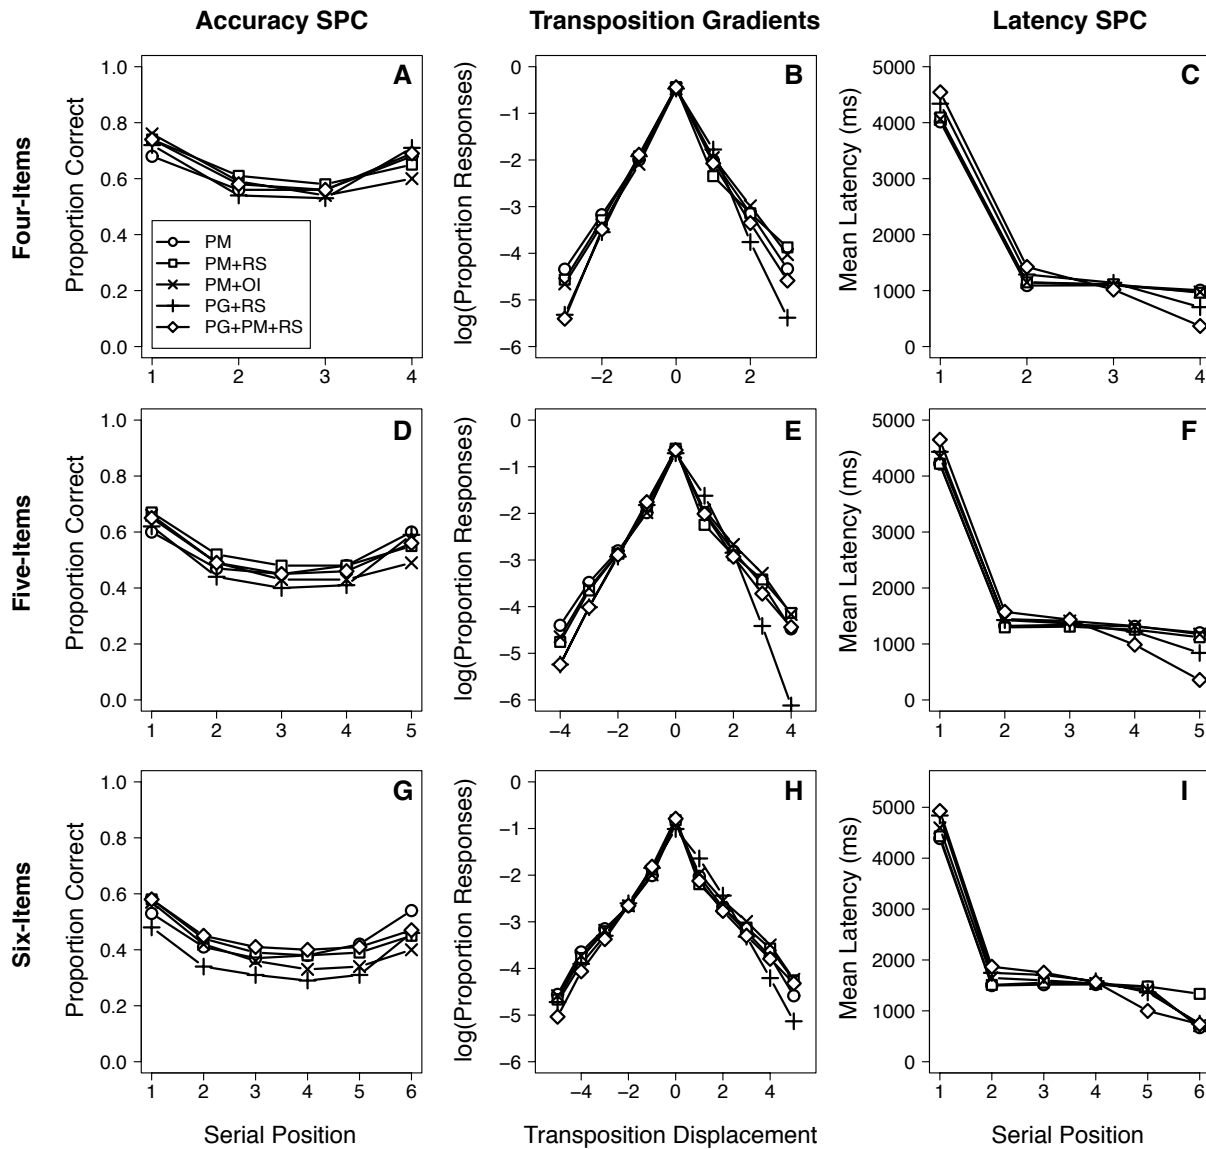 Accuracy SPC
Transposition Gradients
Latency SPC
Four-Items
Proportion Correct
1.0
0.8
0.6
0.4
0.2
0.0
A
PM
PM+RS
PM+OI
PG+RS
PG+PM+RS
1 2 3 4
log(Proportion Responses)
0
−1
−2
−3
−4
−5
−6
B
−2 0 2
Mean Latency (ms)
5000
4000
3000
2000
1000
0
C
1 2 3 4
Five-Items
Proportion Correct
1.0
0.8
0.6
0.4
0.2
0.0
D
1 2 3 4 5
log(Proportion Responses)
0
−1
−2
−3
−4
−5
−6
E
−4 −2 0 2 4
Mean Latency (ms)
5000
4000
3000
2000
1000
0
F
1 2 3 4 5
Six-Items
Proportion Correct
1.0
0.8
0.6
0.4
0.2
0.0
G
1 2 3 4 5 6
Serial Position
log(Proportion Responses)
0
−1
−2
−3
−4
−5
−6
H
−4 −2 0 2 4
Transposition Displacement
Mean Latency (ms)
5000
4000
3000
2000
1000
0
I
1 2 3 4 5 6
Serial Position